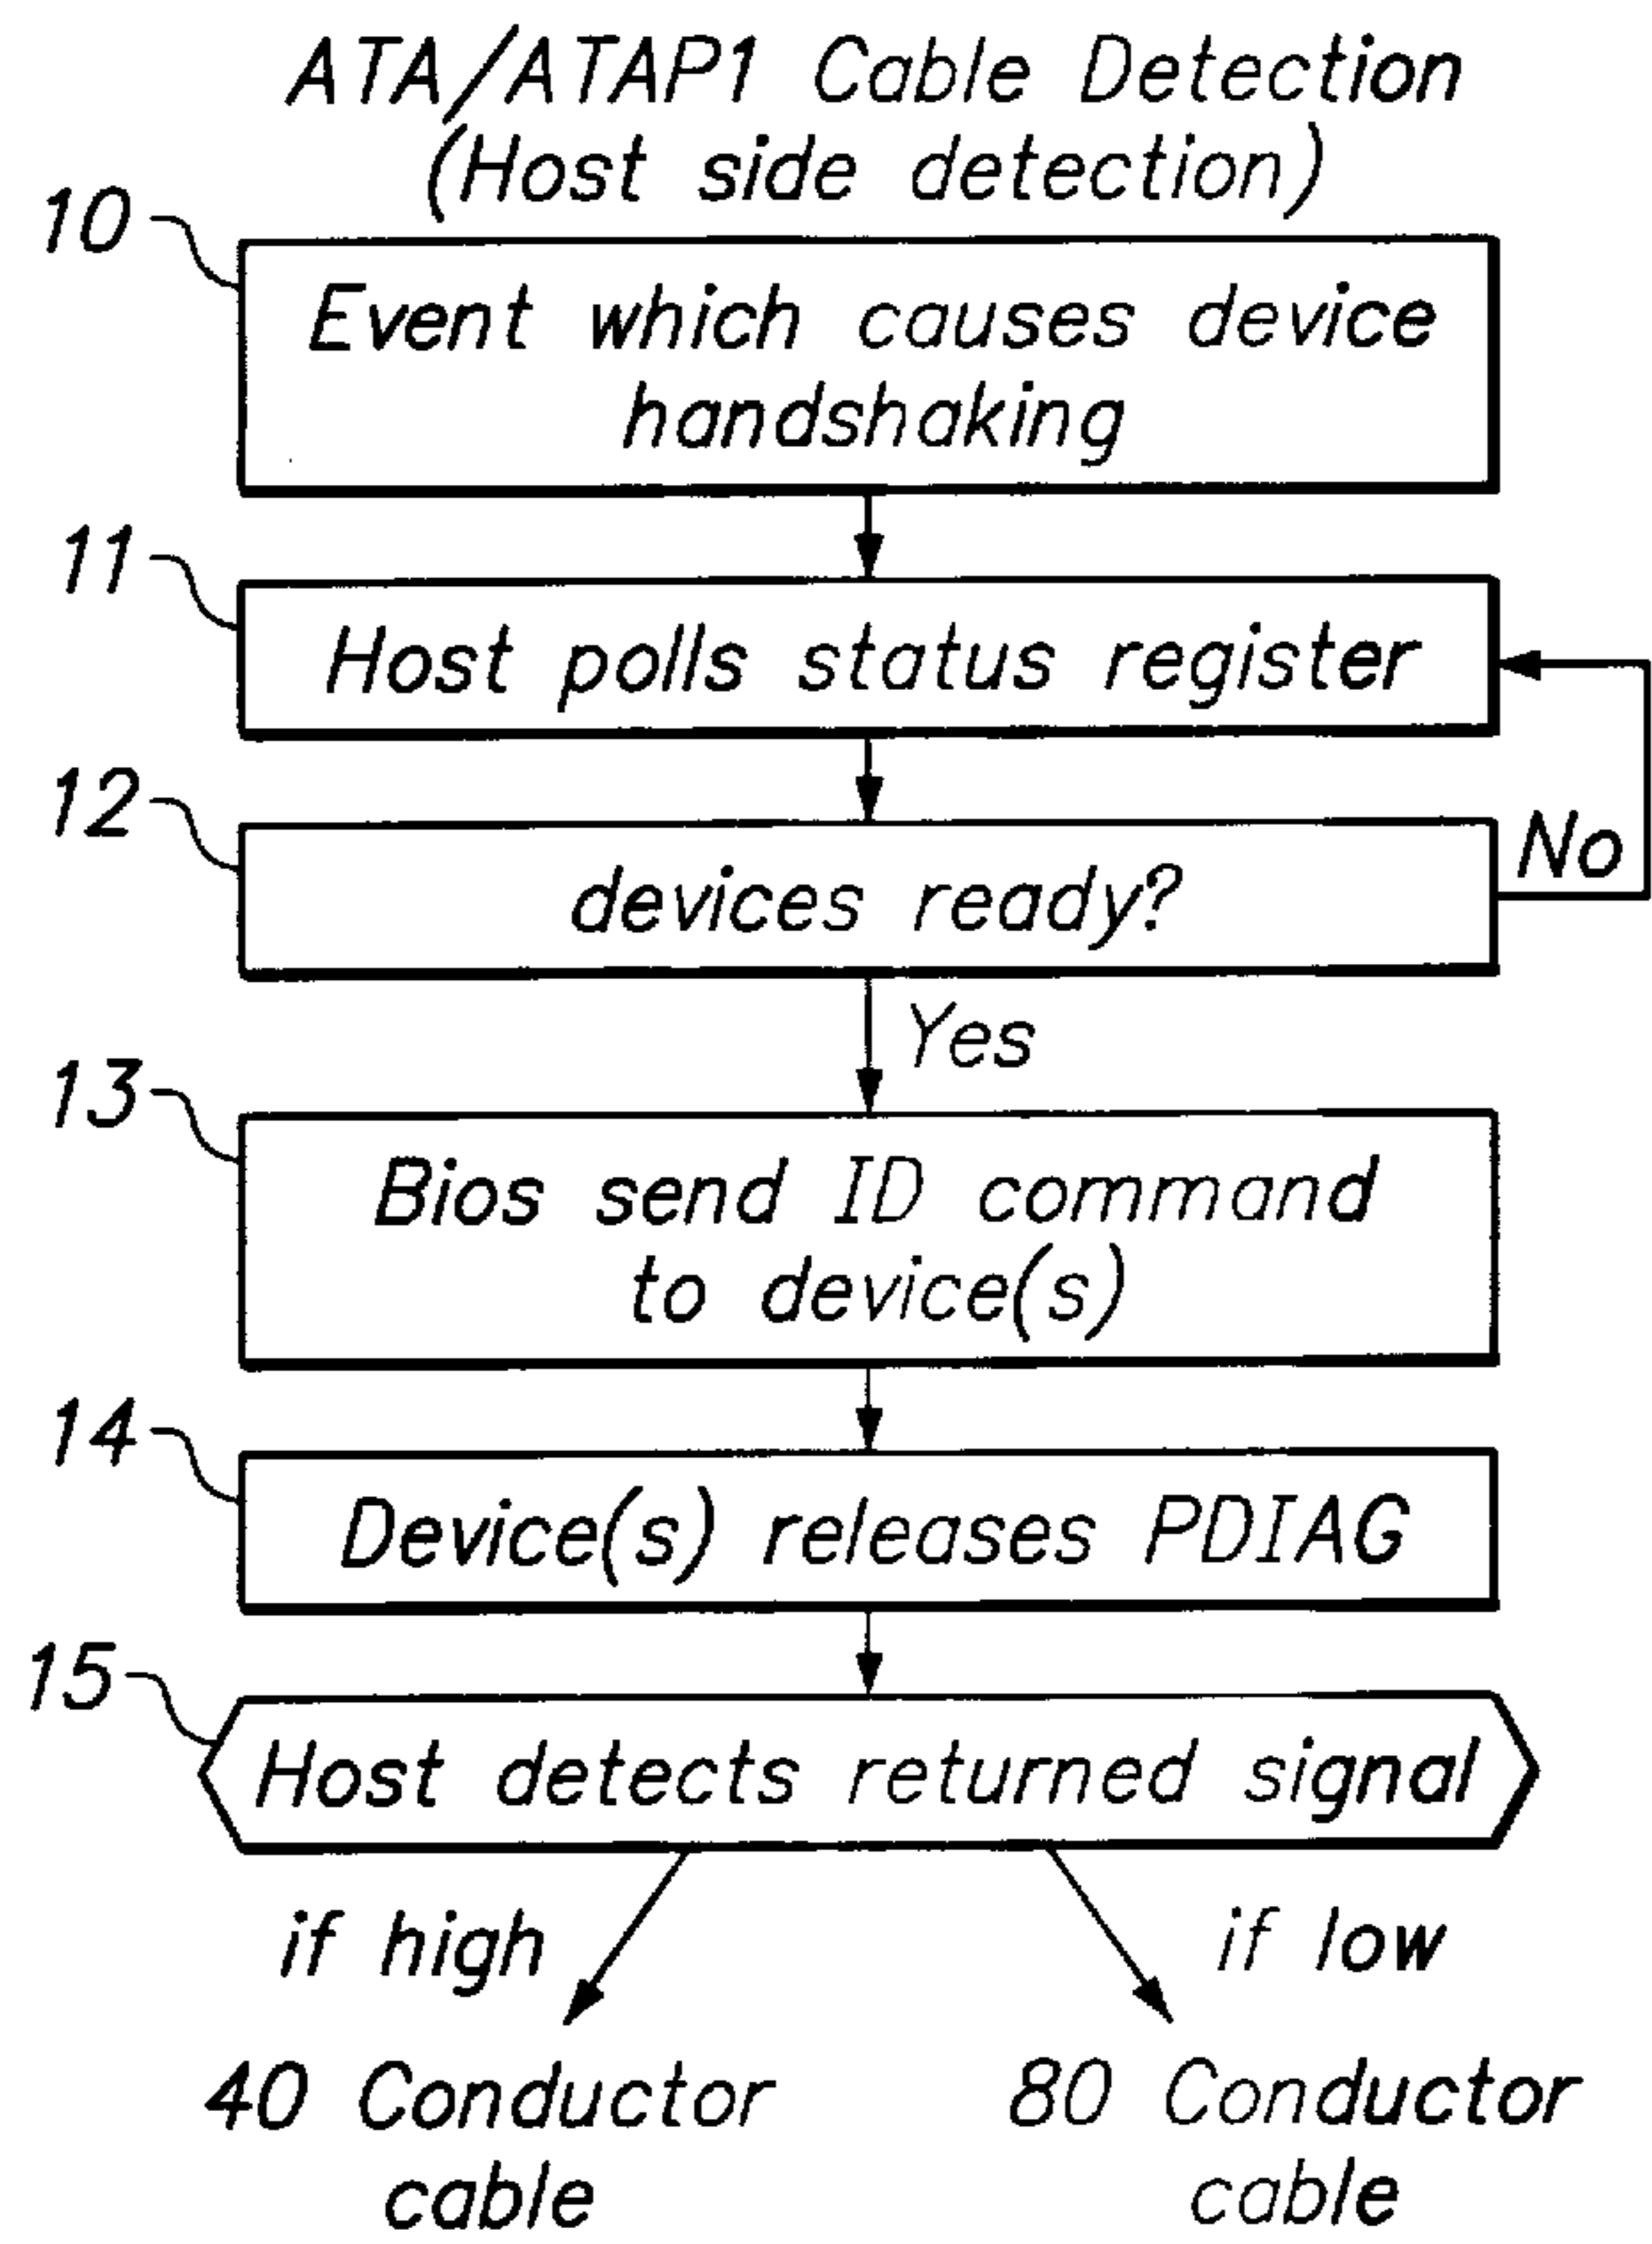 ATA/ATAP1 Cable Detection
(Host side detection)
10
Event which causes device
handshaking
11
Host polls status register
12
devices ready?
No
Yes
13
Bios send ID command
to device(s)
14
Device(s) releases PDIAG
15
Host detects returned signal
if high
if low
40 Conductor
cable
80 Conductor
cable